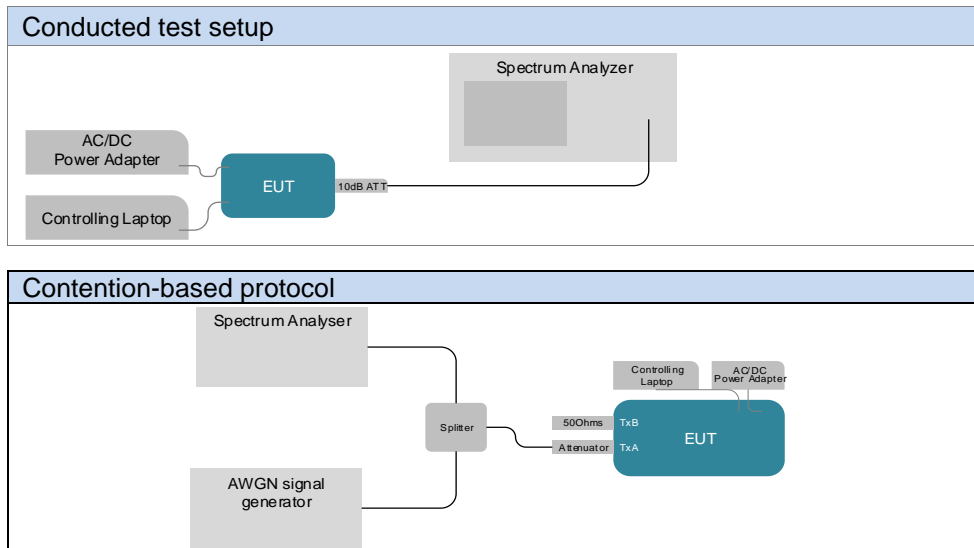 Conducted test setup
Spectrum Analyzer
AC/DC
Power Adapter
EUT
10dB ATT
Controlling Laptop
Contention-based protocol
Spectrum Analyser
Controlling
Laptop
AC/DC
Power Adapter
Splitter
50Ohms
TxB
EUT
Attenuator
TxA
AWGN signal
generator